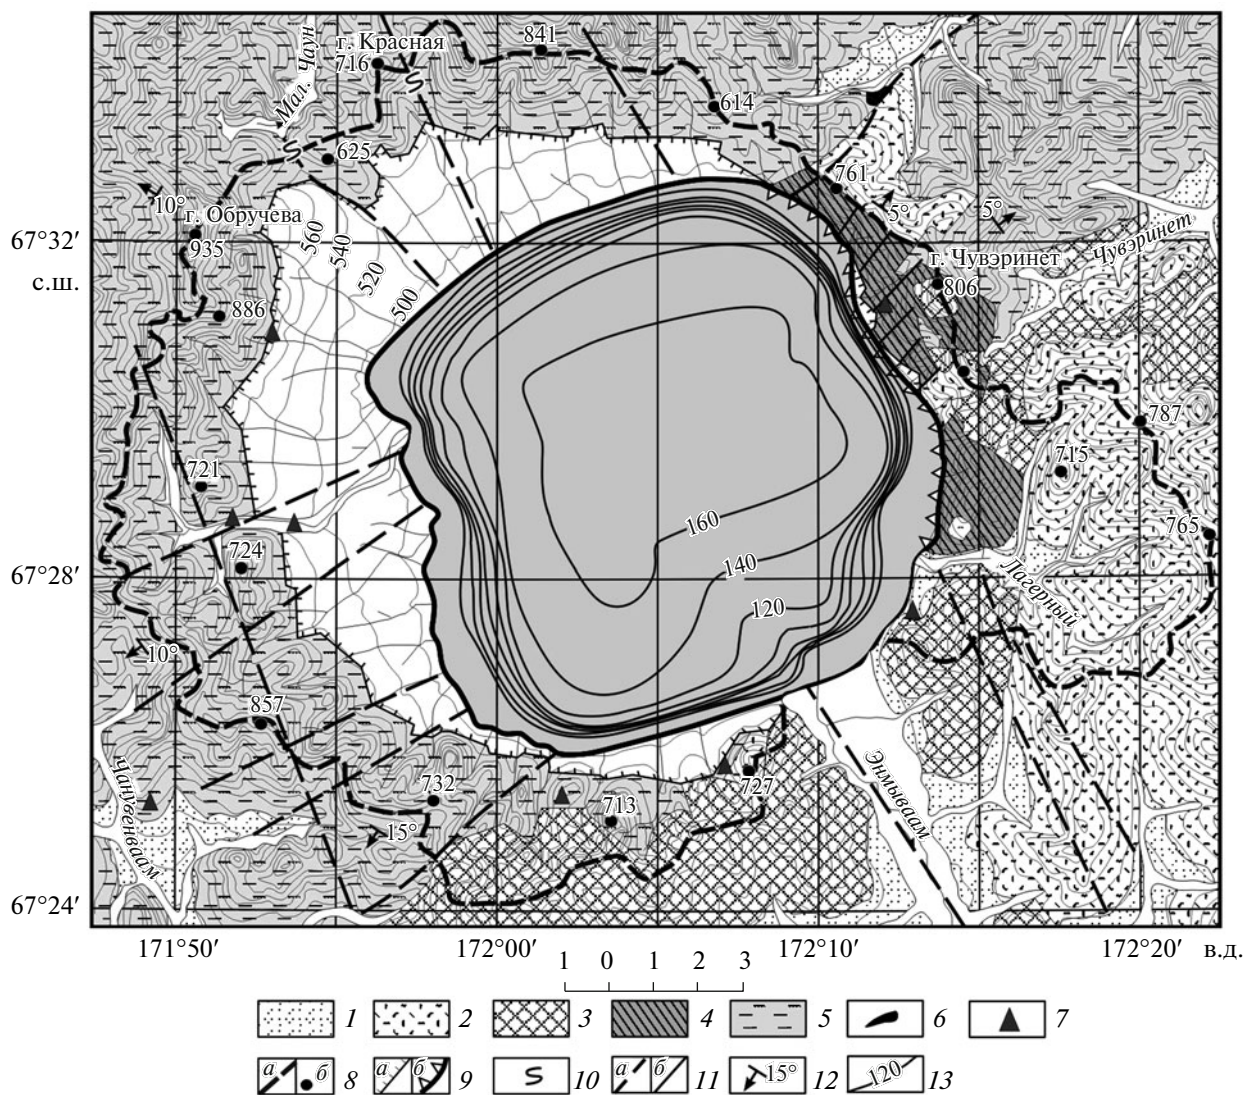 841
г. Красная
716
Мал. Чаун
614
625
761
10°
г. Обручева
5°
5°
67°32′
935
с.ш.
560
540
520
500
Чувэринет
г. Чувэринет
806
886
787
715
721
160
765
724
140
67°28′
120
Лагерный
10°
857
Чанувенваам
732
713
727
Энмываам
15°
67°24′
171°50′ 172°00′ 172°10′ 172°20′ в.д.
1 0 1 2 3
1 2 3 4 5 6 7
а б 8 а б 9 10 а б 11 15° 12 120 13